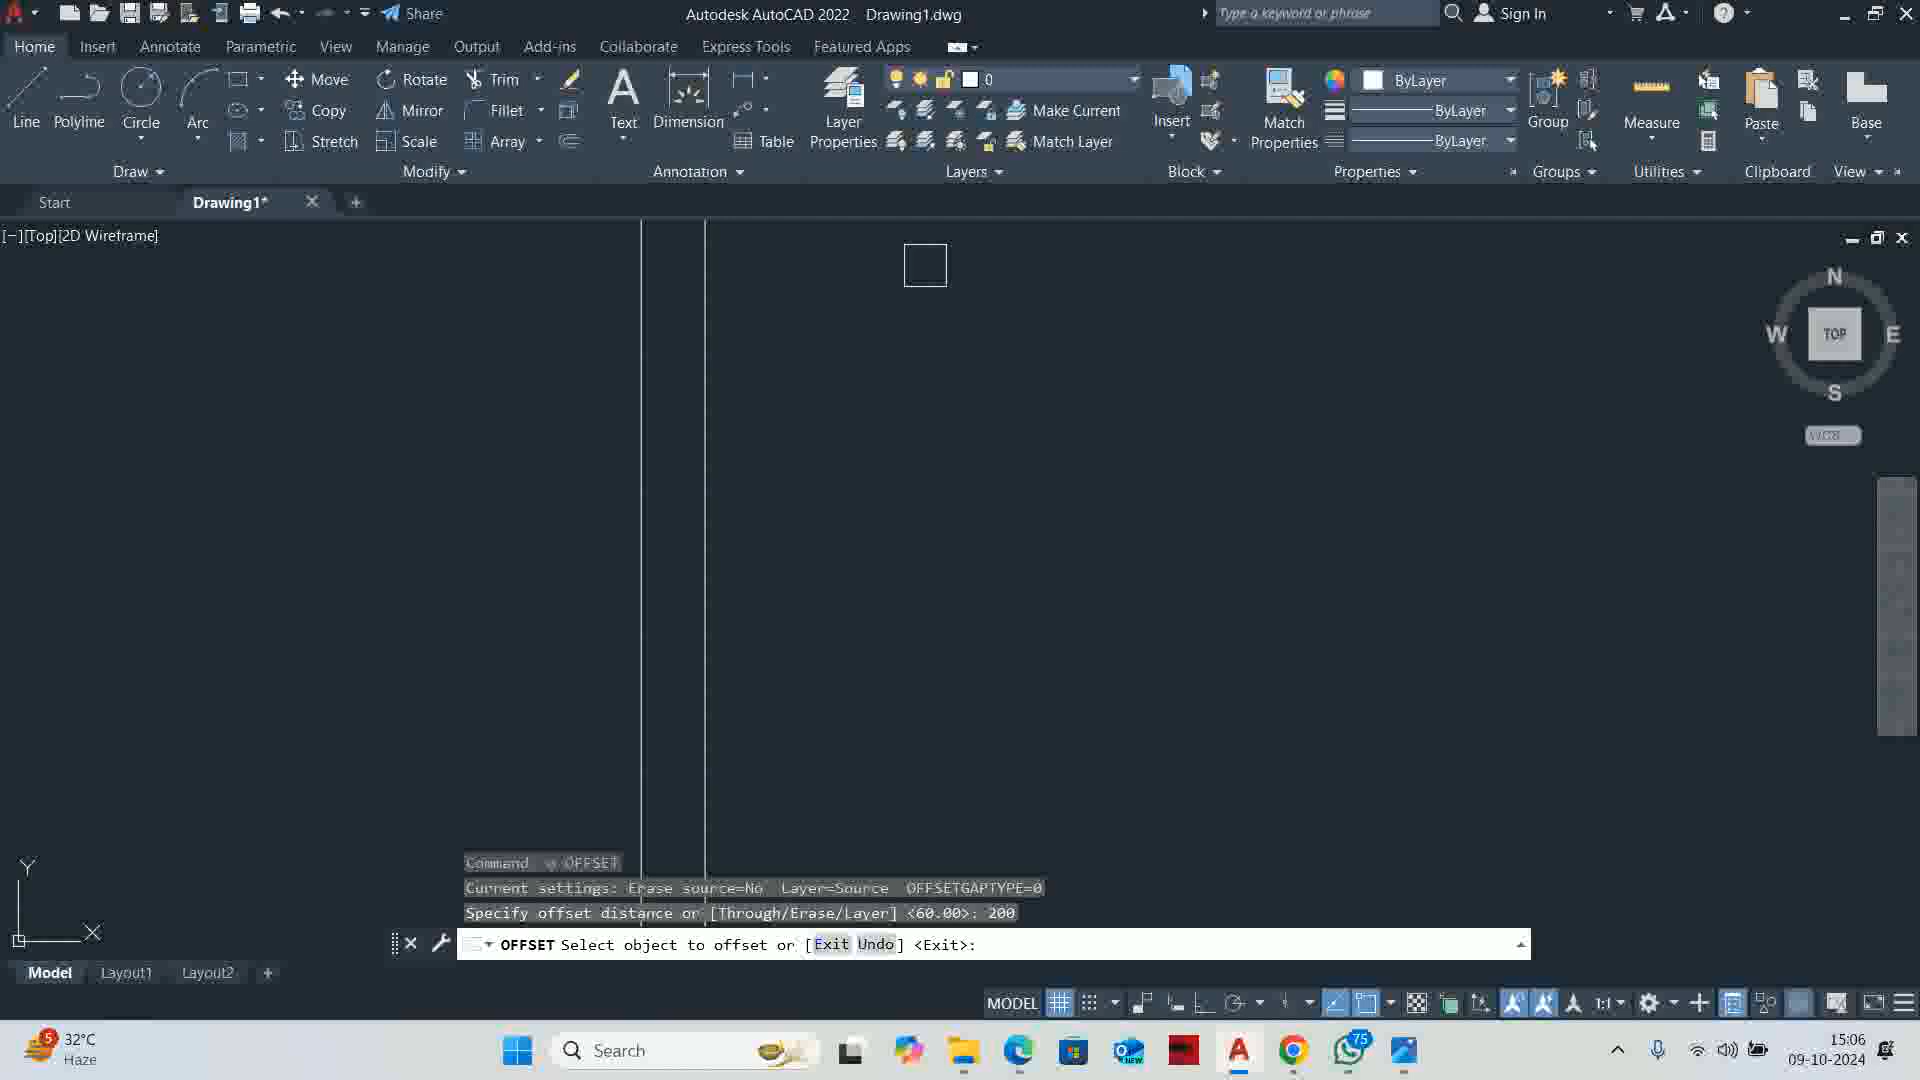 Share
Autodesk AutoCAD 2022 Drawing1.dwg
Type a keyword or phrase
Sign In
Home Insert Annotate Parametric View Manage Output Add-ins Collaborate Express Tools Featured Apps
Line Polyline Circle Arc
Move Rotate Trim
Copy Mirror Fillet
Stretch Scale Array
Text Dimension Table
Layer Properties
0
Make Current
Match Layer
Insert
Match Properties
ByLayer
ByLayer
ByLayer
Group
Measure
Paste
Base
Draw Modify Annotation Layers Block Properties Groups Utilities Clipboard View
Start Drawing1*
[−][Top][2D Wireframe]
N
W TOP E
S
WCS
Y
X
Command OFFSET
Current settings: Erase source=No Layer=Source OFFSETGAPTYPE=0
Specify offset distance or [Through/Erase/Layer] <60.00>: 200
OFFSET Select object to offset or [Exit Undo] <Exit>:
Model Layout1 Layout2 +
MODEL 1:1
5
32°C
Haze
Search
NEW
75
15:06
09-10-2024